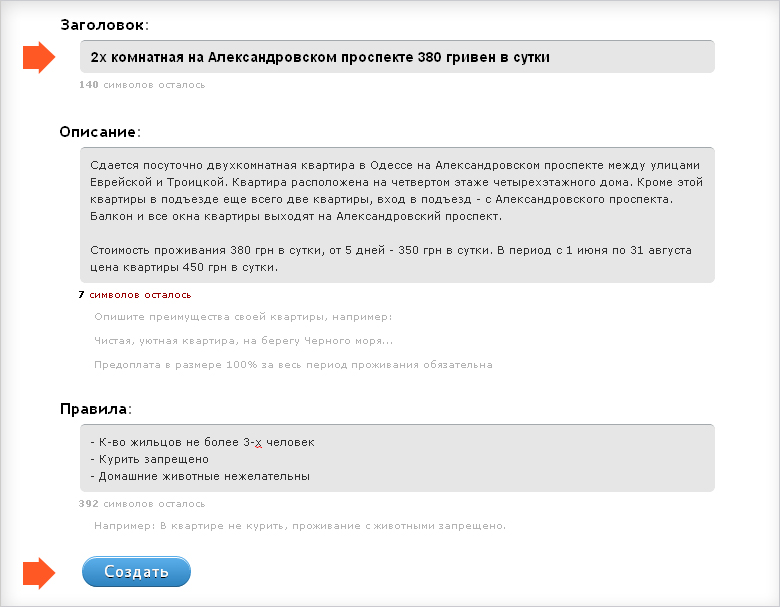 Заголовок:
2х комнатная на Александровском проспекте 380 гривен в сутки
140 символов осталось
Описание:
Сдается посуточно двухкомнатная квартира в Одессе на Александровском проспекте между улицами
Еврейской и Троицкой. Квартира расположена на четвертом этаже четырехэтажного дома. Кроме этой
квартиры в подъезде еще всего две квартиры, вход в подъезд - с Александровского проспекта.
Балкон и все окна квартиры выходят на Александровский проспект.
Стоимость проживания 380 грн в сутки, от 5 дней - 350 грн в сутки. В период с 1 июня по 31 августа
цена квартиры 450 грн в сутки.
7 символов осталось
Опишите преимущества своей квартиры, например:
Чистая, уютная квартира, на берегу Черного моря...
Предоплата в размере 100% за весь период проживания обязательна
Правила:
- К-во жильцов не более 3-х человек
- Курить запрещено
- Домашние животные нежелательны
392 символов осталось
Например: В квартире не курить, проживание с животными запрещено.
Создать